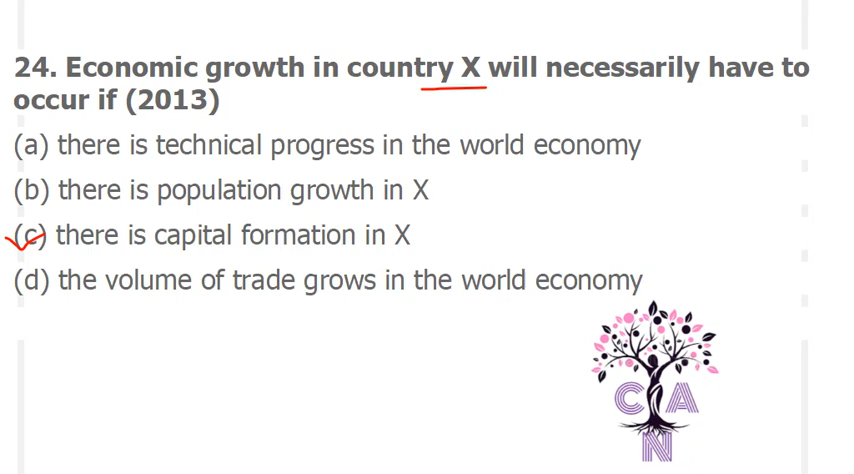 24. Economic growth in country X will necessarily have to
occur if (2013)
(a) there is technical progress in the world economy
(b) there is population growth in X
(c) there is capital formation in X
(d) the volume of trade grows in the world economy
C A
N